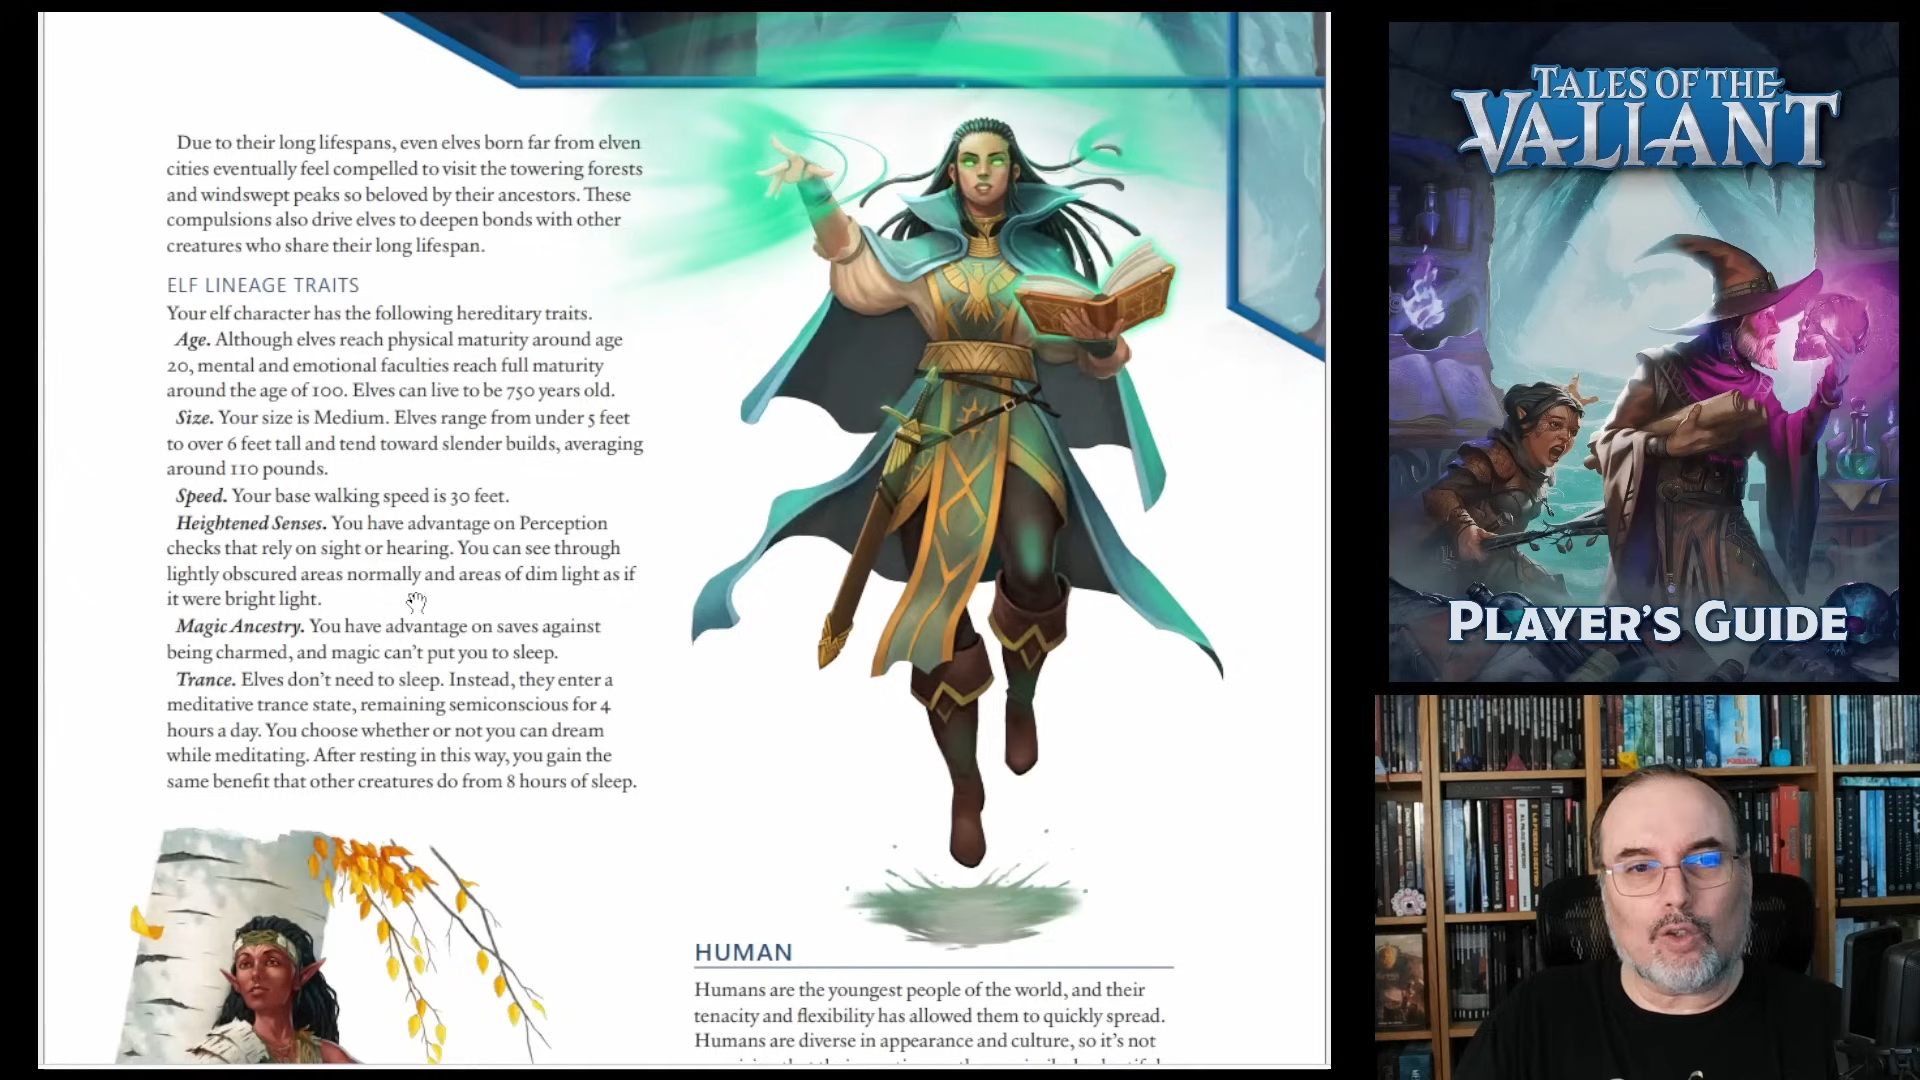 Due to their long lifespans, even elves born far from elven
cities eventually feel compelled to visit the towering forests
and windswept peaks so beloved by their ancestors. These
compulsions also drive elves to deepen bonds with other
creatures who share their long lifespan.
ELF LINEAGE TRAITS
Your elf character has the following hereditary traits.
Age. Although elves reach physical maturity around age
20, mental and emotional faculties reach full maturity
around the age of 100. Elves can live to be 750 years old.
Size. Your size is Medium. Elves range from under 5 feet
to over 6 feet tall and tend toward slender builds, averaging
around 110 pounds.
Speed. Your base walking speed is 30 feet.
Heightened Senses. You have advantage on Perception
checks that rely on sight or hearing. You can see through
lightly obscured areas normally and areas of dim light as if
it were bright light.
Magic Ancestry. You have advantage on saves against
being charmed, and magic can't put you to sleep.
Trance. Elves don't need to sleep. Instead, they enter a
meditative trance state, remaining semiconscious for 4
hours a day. You choose whether or not you can dream
while meditating. After resting in this way, you gain the
same benefit that other creatures do from 8 hours of sleep.
HUMAN
Humans are the youngest people of the world, and their
tenacity and flexibility has allowed them to quickly spread.
Humans are diverse in appearance and culture, so it's not
TALES OF THE
VALIANT
PLAYER'S GUIDE